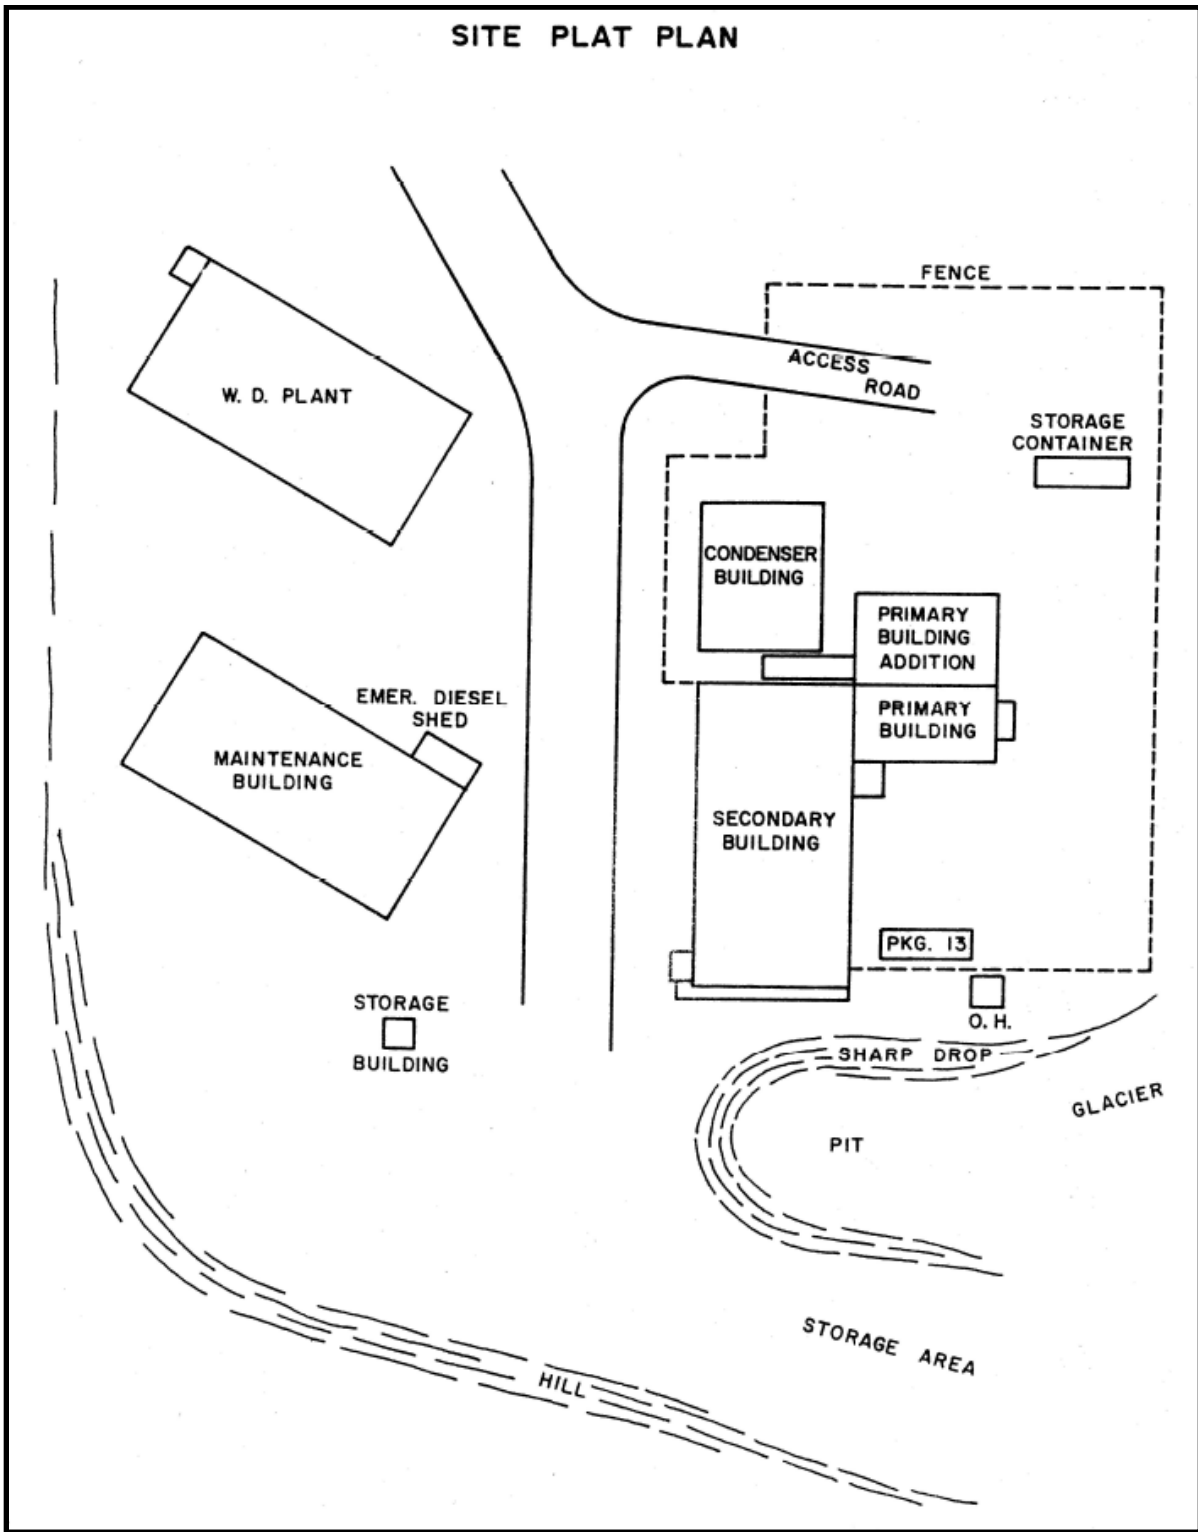 SITE PLAT PLAN
FENCE
ACCESS
ROAD
W. D. PLANT
STORAGE
CONTAINER
CONDENSER
BUILDING
PRIMARY
BUILDING
ADDITION
PRIMARY
BUILDING
EMER. DIESEL
SHED
MAINTENANCE
BUILDING
SECONDARY
BUILDING
PKG. 13
STORAGE
BUILDING
O. H.
SHARP DROP
GLACIER
PIT
STORAGE AREA
HILL